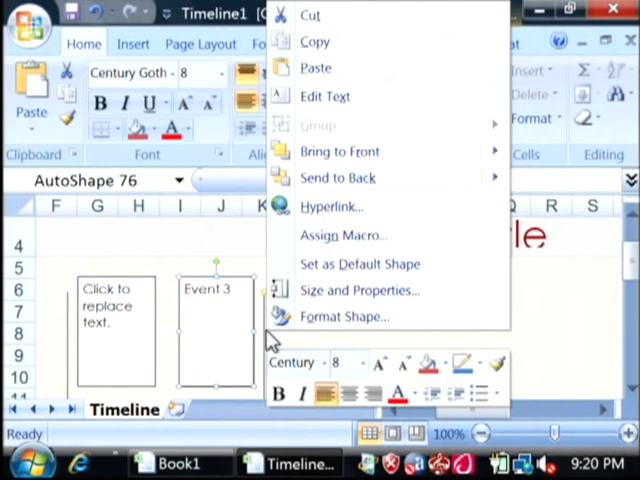 Timeline1
Cut
Copy
Paste
Edit Text
Group
Bring to Front
Send to Back
Hyperlink...
Assign Macro...
Set as Default Shape
Size and Properties...
Format Shape...
Home
Insert
Page Layout
Century Goth
8
Paste
B I U A A
A
Clipboard
Font
Insert
Delete
Format
Cells
Editing
AutoShape 76
F G H I J K Q R S
4
5
6
7
8
9
10
Click to
replace
text.
Event 3
Century 8 A A
B I A
Timeline
Ready
100%
Book1
Timeline...
9:20 PM